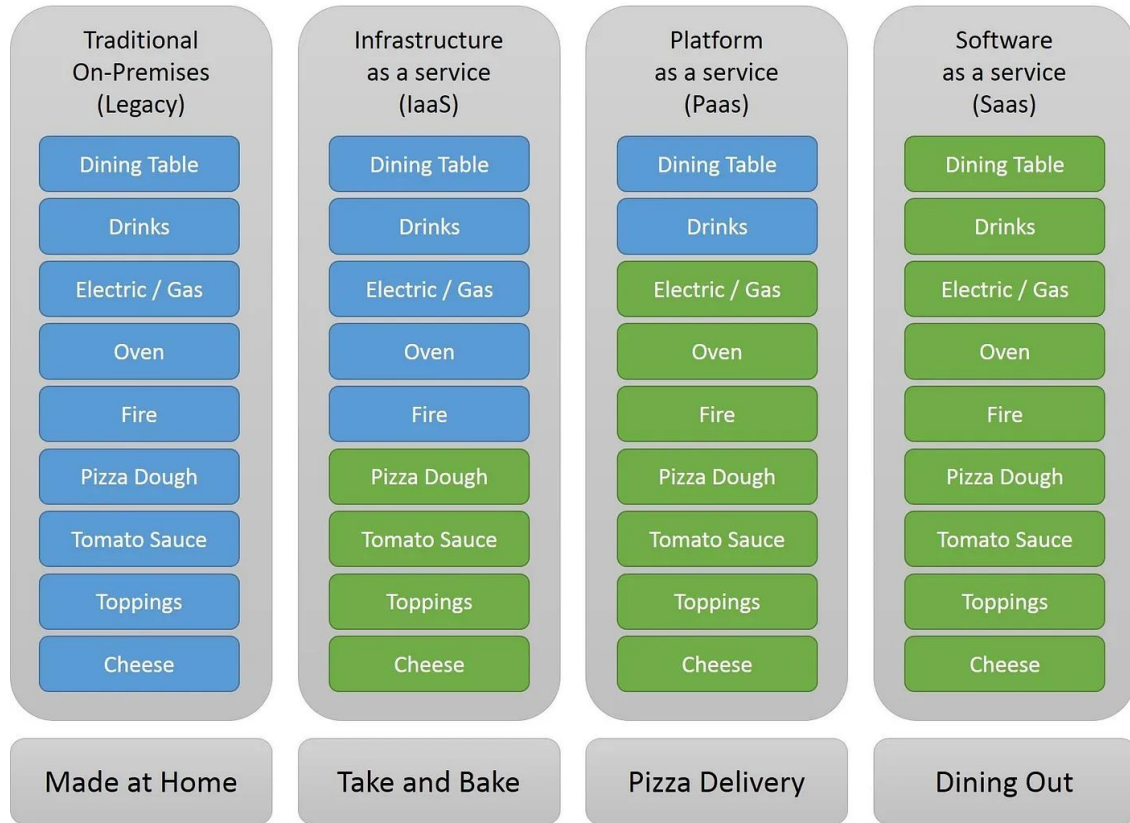 Traditional
On-Premises
(Legacy)
Dining Table
Drinks
Electric / Gas
Oven
Fire
Pizza Dough
Tomato Sauce
Toppings
Cheese
Made at Home
Infrastructure
as a service
(IaaS)
Dining Table
Drinks
Electric / Gas
Oven
Fire
Pizza Dough
Tomato Sauce
Toppings
Cheese
Take and Bake
Platform
as a service
(Paas)
Dining Table
Drinks
Electric / Gas
Oven
Fire
Pizza Dough
Tomato Sauce
Toppings
Cheese
Pizza Delivery
Software
as a service
(Saas)
Dining Table
Drinks
Electric / Gas
Oven
Fire
Pizza Dough
Tomato Sauce
Toppings
Cheese
Dining Out